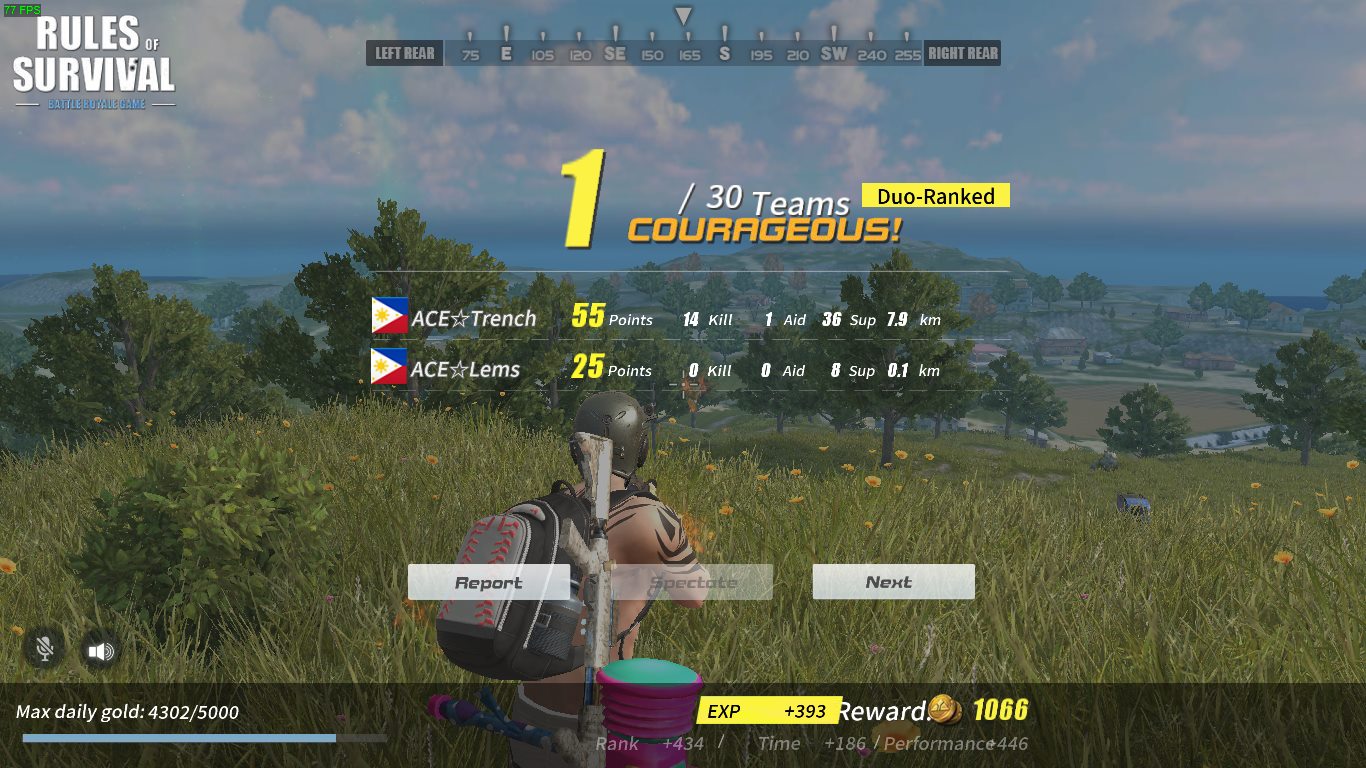 77 FPS
RULES OF
SURVIVAL
BATTLE ROYALE GAME
LEFT REAR 75 E 105 120 SE 150 165 S 195 210 SW 240 255 RIGHT REAR
1 / 30 Teams Duo-Ranked
COURAGEOUS!
ACE☆Trench 55 Points 14 Kill 1 Aid 36 Sup 7.9 km
ACE☆Lems 25 Points 0 Kill 0 Aid 8 Sup 0.1 km
Report Spectate Next
Max daily gold: 4302/5000
EXP +393 Reward: 1066
Rank +434 / Time +186 / Performance +446